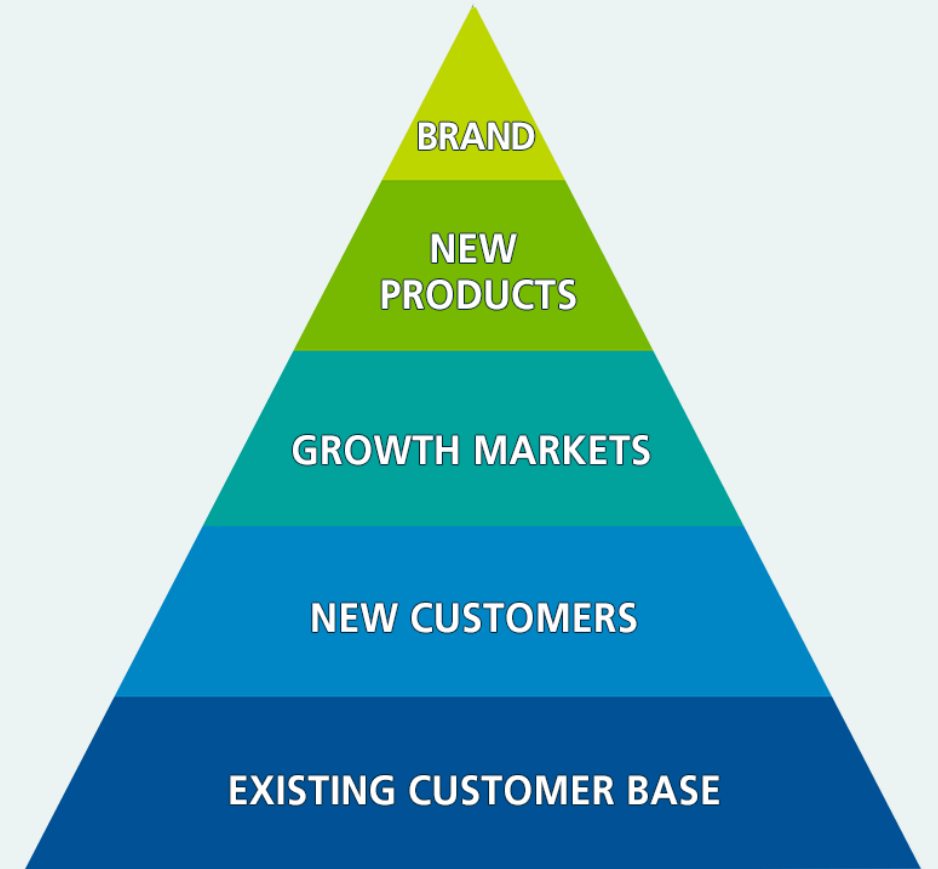 BRAND
NEW
PRODUCTS
GROWTH MARKETS
NEW CUSTOMERS
EXISTING CUSTOMER BASE